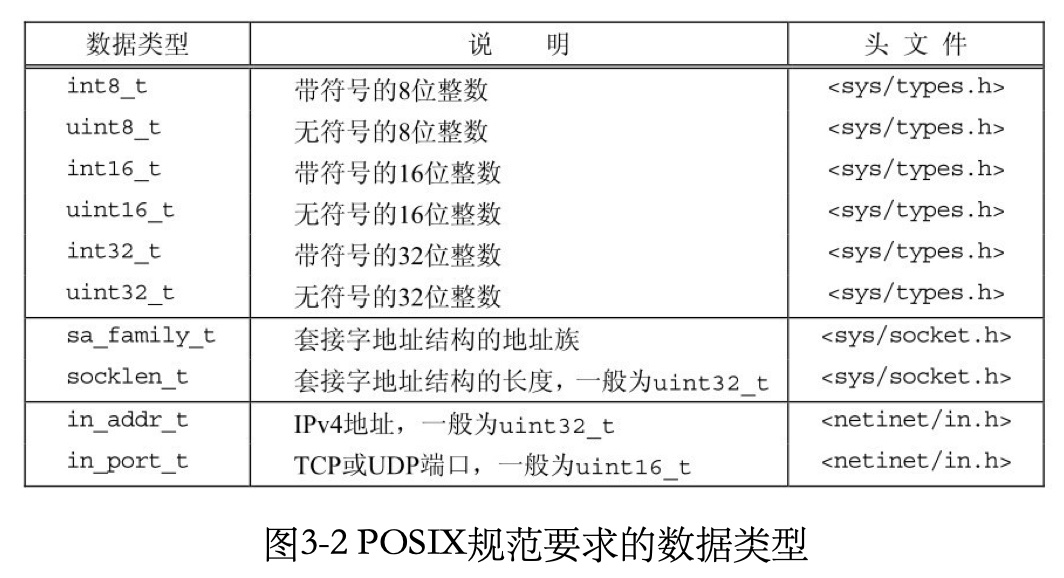 数据类型 说 明 头 文 件
int8_t 带符号的8位整数 <sys/types.h>
uint8_t 无符号的8位整数 <sys/types.h>
int16_t 带符号的16位整数 <sys/types.h>
uint16_t 无符号的16位整数 <sys/types.h>
int32_t 带符号的32位整数 <sys/types.h>
uint32_t 无符号的32位整数 <sys/types.h>
sa_family_t 套接字地址结构的地址族 <sys/socket.h>
socklen_t 套接字地址结构的长度，一般为uint32_t <sys/socket.h>
in_addr_t IPv4地址，一般为uint32_t <netinet/in.h>
in_port_t TCP或UDP端口，一般为uint16_t <netinet/in.h>
图3-2 POSIX规范要求的数据类型